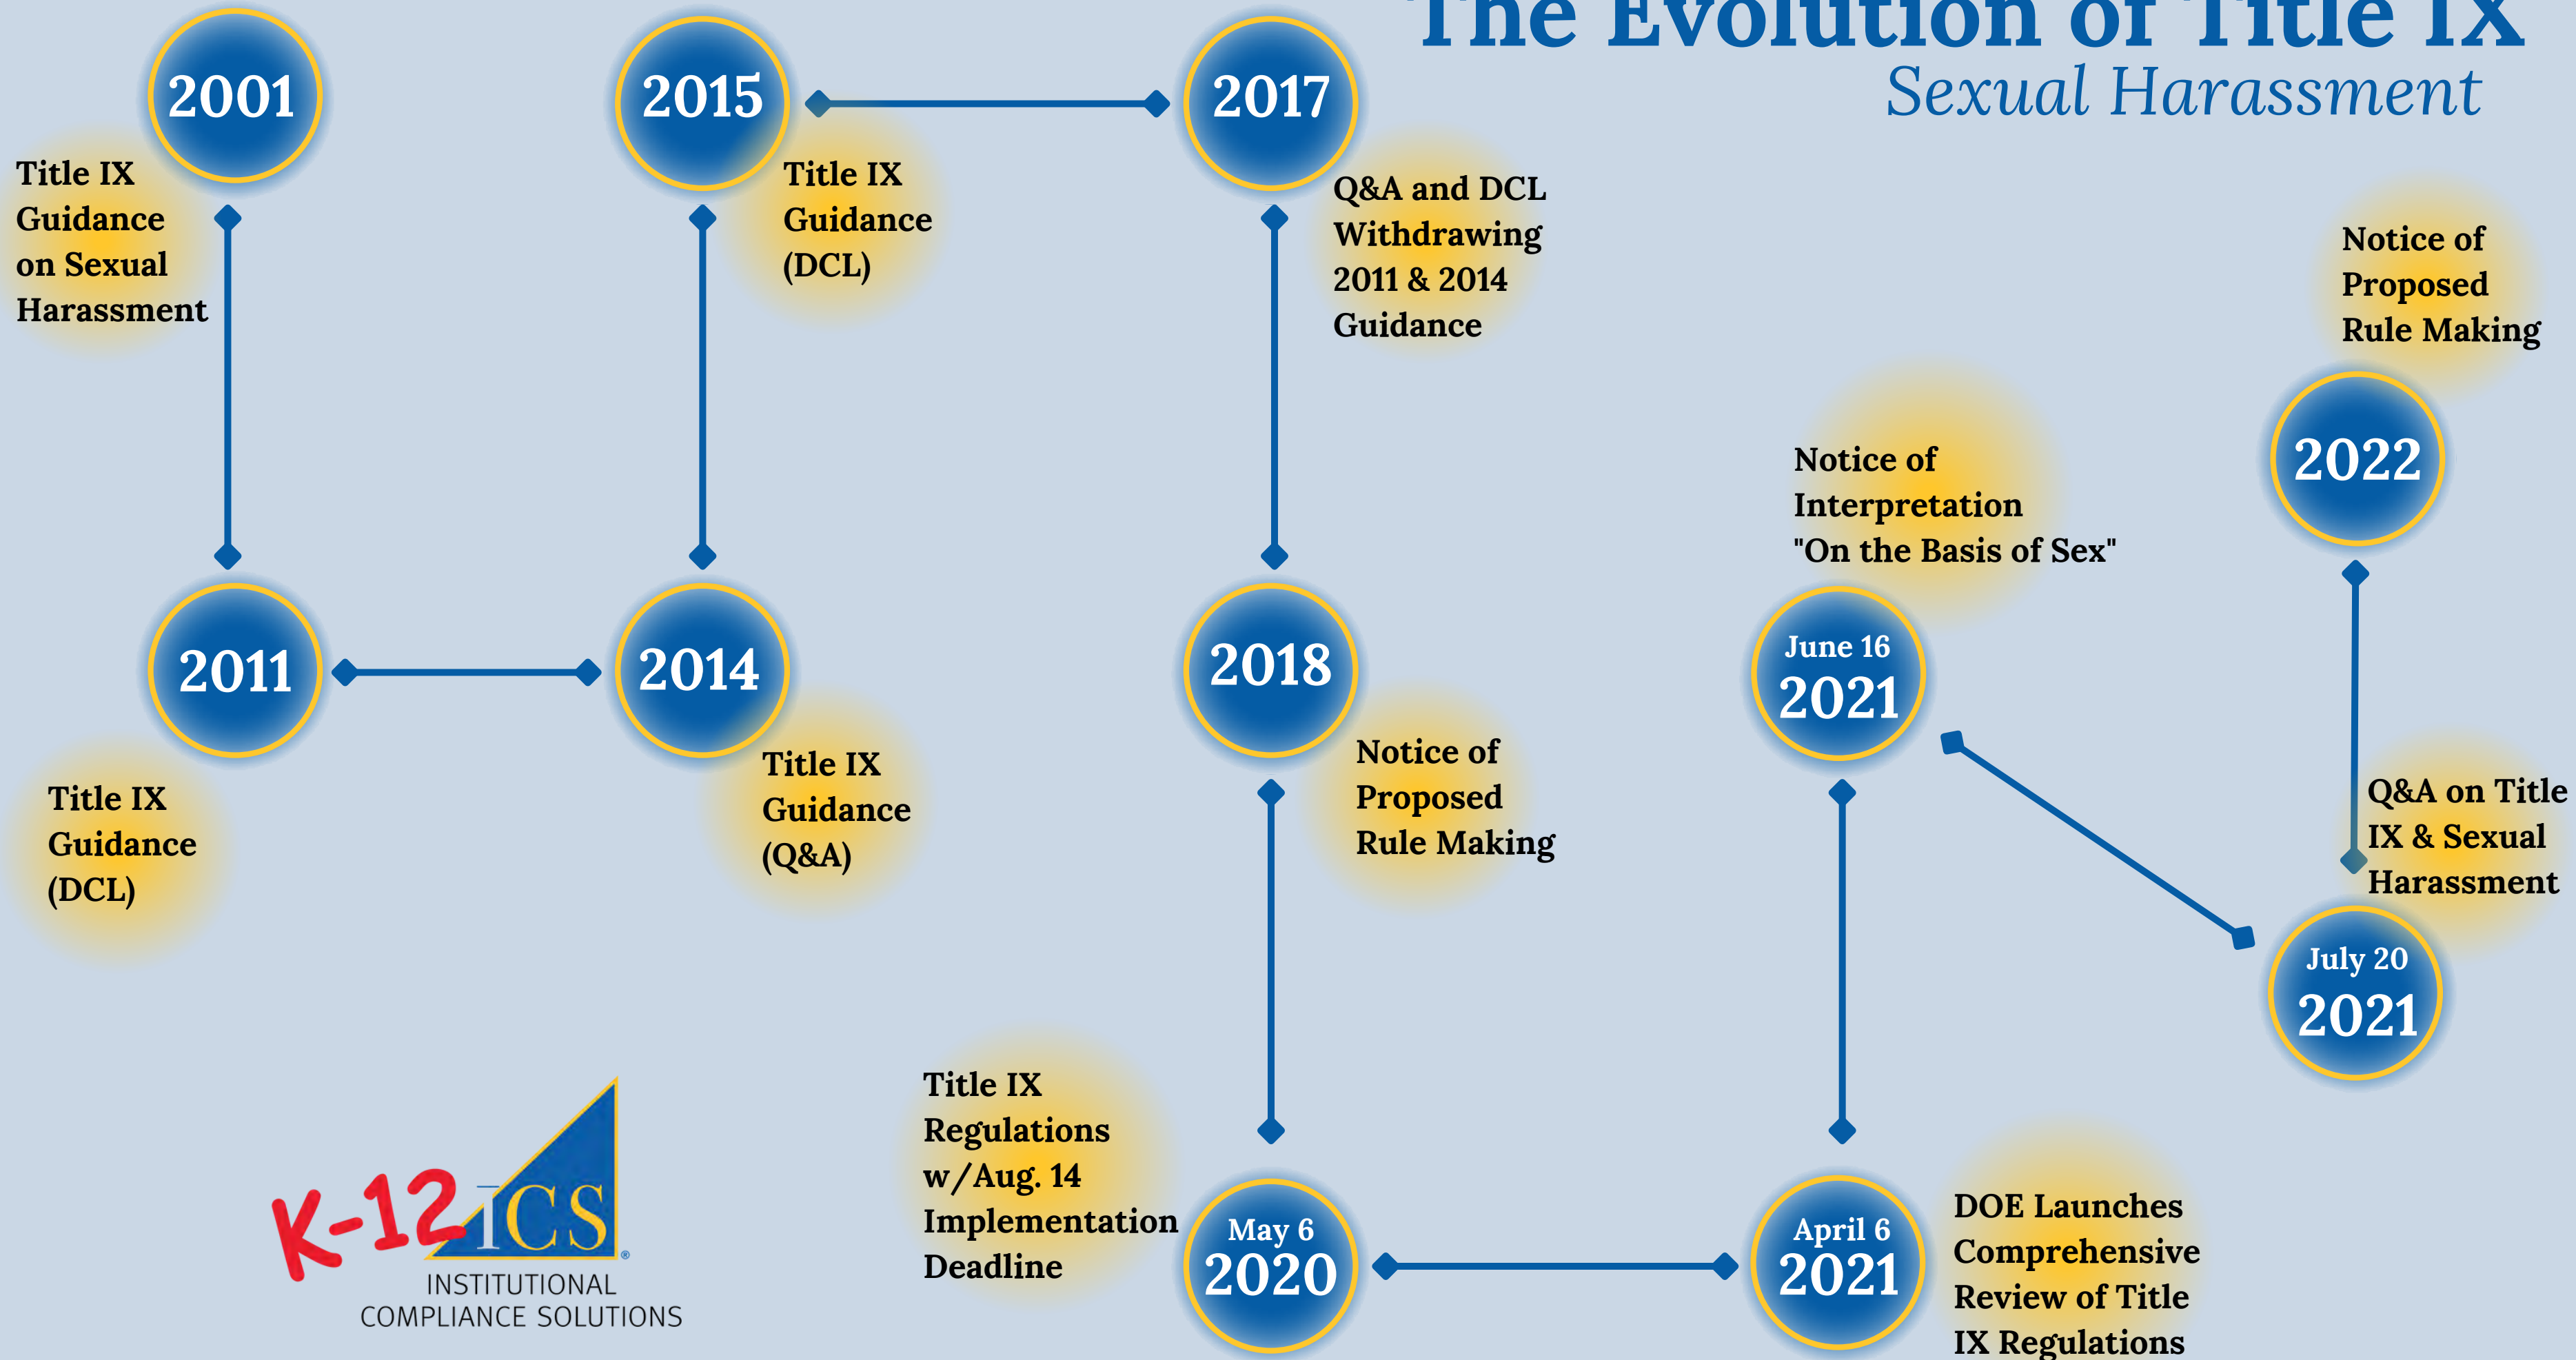 The Evolution of Title IX
Sexual Harassment
2001
Title IX
Guidance
on Sexual
Harassment
2011
Title IX
Guidance
(DCL)
2014
Title IX
Guidance
(Q&A)
2015
Title IX
Guidance
(DCL)
2017
Q&A and DCL
Withdrawing
2011 & 2014
Guidance
2018
Notice of
Proposed
Rule Making
May 6
2020
Title IX
Regulations
w/Aug. 14
Implementation
Deadline
April 6
2021
DOE Launches
Comprehensive
Review of Title
IX Regulations
June 16
2021
Notice of
Interpretation
"On the Basis of Sex"
July 20
2021
Q&A on Title
IX & Sexual
Harassment
2022
Notice of
Proposed
Rule Making
K-12
ICS®
INSTITUTIONAL
COMPLIANCE SOLUTIONS